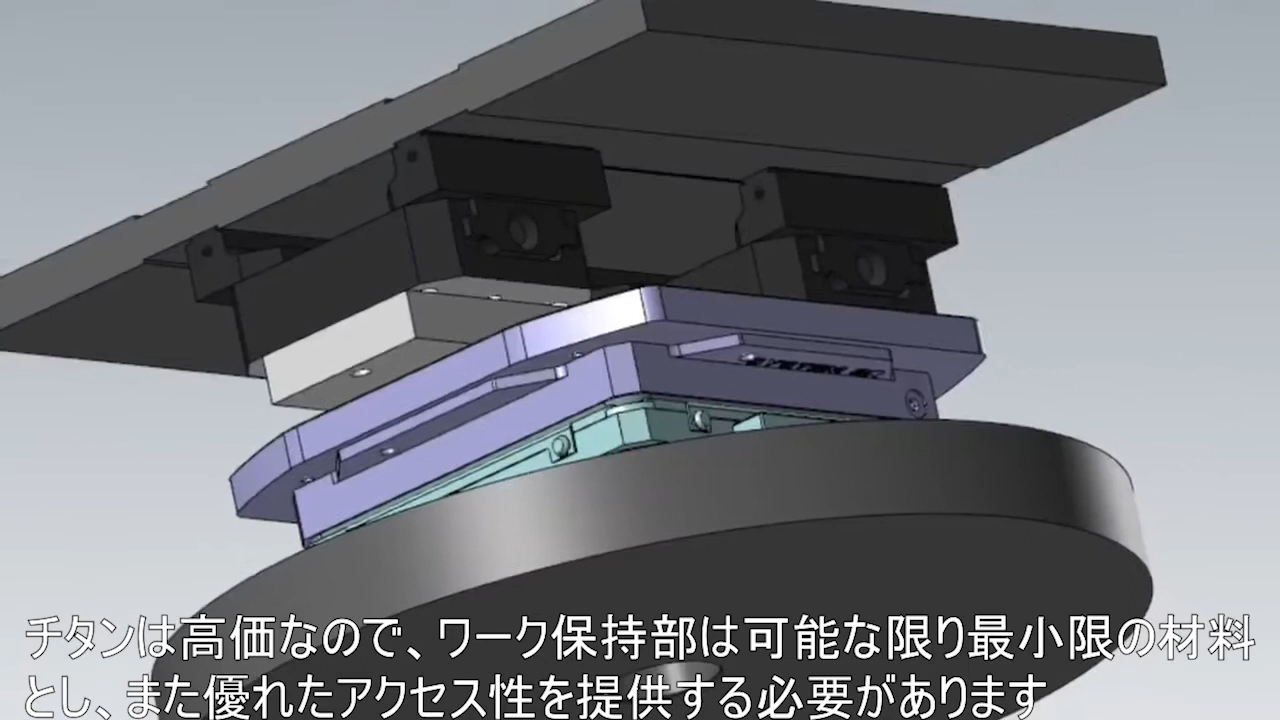 チタンは高価なので、ワーク保持部は可能な限り最小限の材料
とし、また優れたアクセス性を提供する必要があります